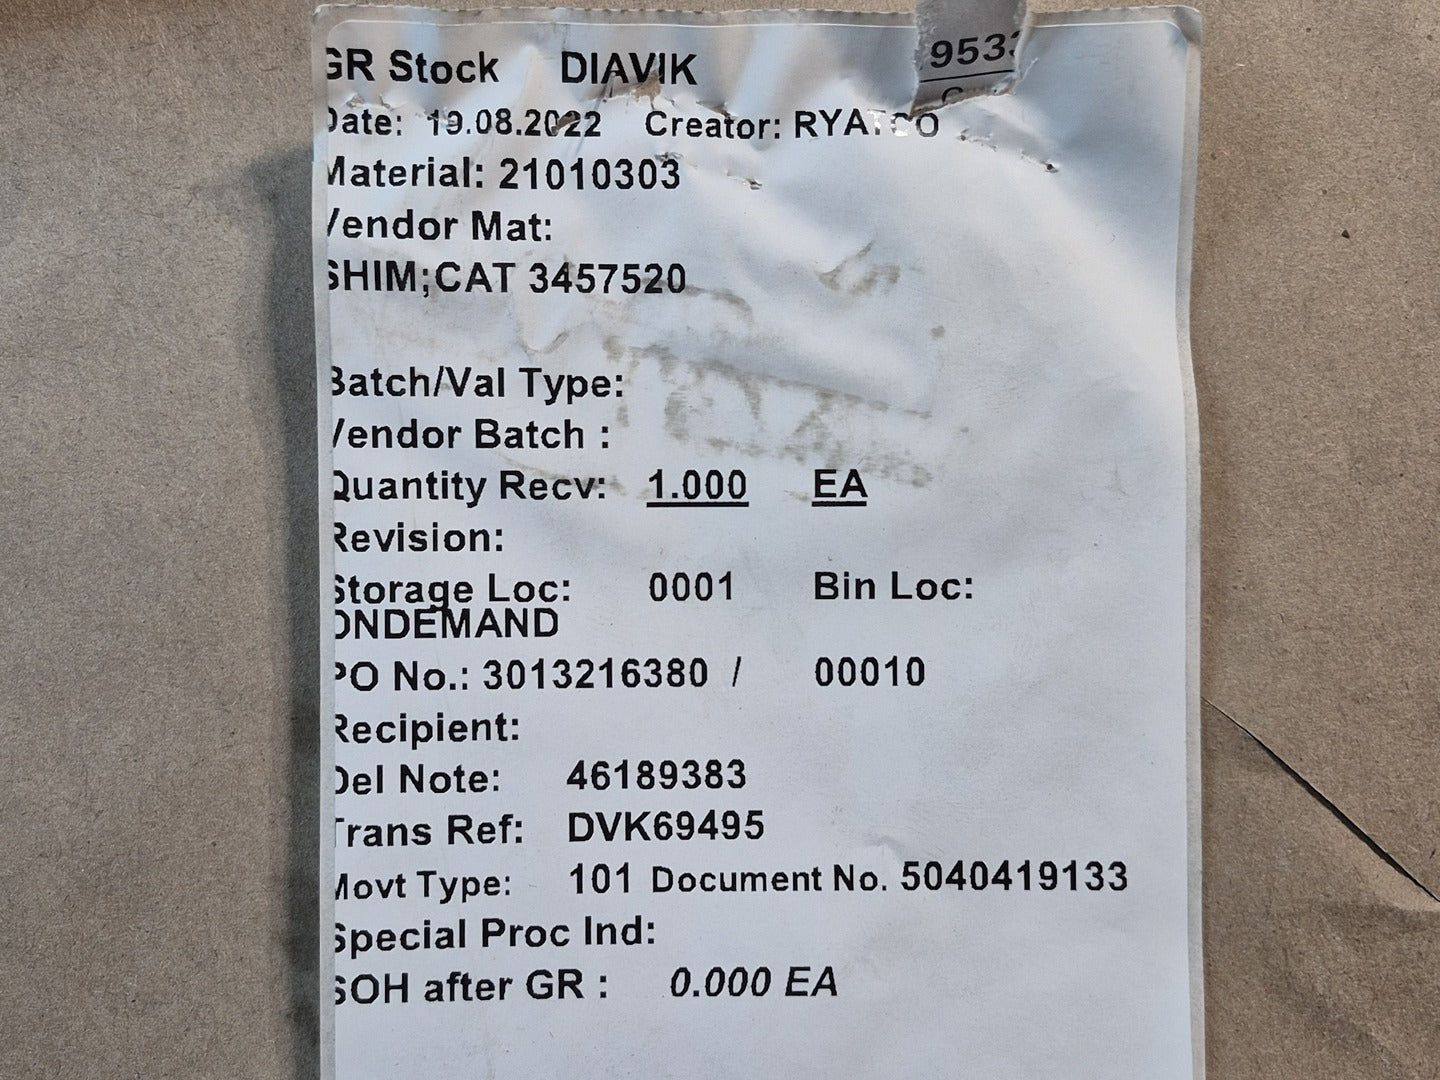 GR Stock DIAVIK
9533
Date: 19.08.2022 Creator: RYATCO
Material: 21010303
Vendor Mat:
SHIM;CAT 3457520
Batch/Val Type:
Vendor Batch :
Quantity Recv: 1.000 EA
Revision:
Storage Loc: 0001 Bin Loc:
ONDEMAND
PO No.: 3013216380 / 00010
Recipient:
Del Note: 46189383
Trans Ref: DVK69495
Movt Type: 101 Document No. 5040419133
Special Proc Ind:
SOH after GR : 0.000 EA